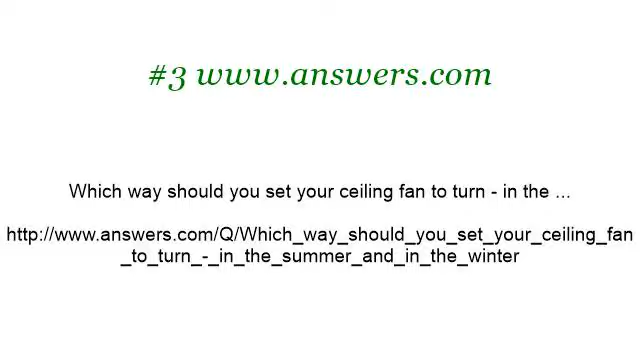 #3 www.answers.com
Which way should you set your ceiling fan to turn - in the ...
http://www.answers.com/Q/Which_way_should_you_set_your_ceiling_fan
_to_turn_-_in_the_summer_and_in_the_winter